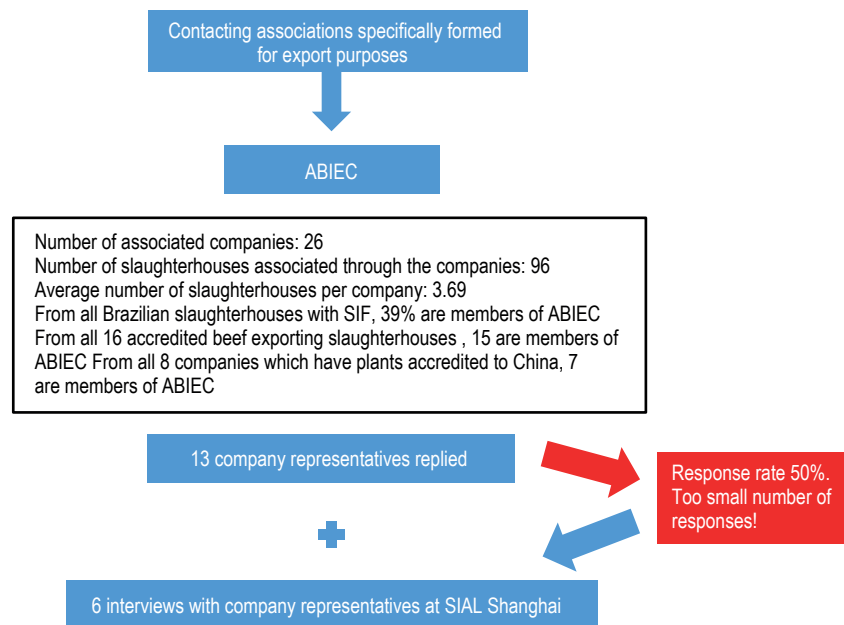 Contacting associations specifically formed
for export purposes
ABIEC
Number of associated companies: 26
Number of slaughterhouses associated through the companies: 96
Average number of slaughterhouses per company: 3.69
From all Brazilian slaughterhouses with SIF, 39% are members of ABIEC
From all 16 accredited beef exporting slaughterhouses , 15 are members of
ABIEC From all 8 companies which have plants accredited to China, 7
are members of ABIEC
13 company representatives replied
Response rate 50%.
Too small number of
responses!
6 interviews with company representatives at SIAL Shanghai